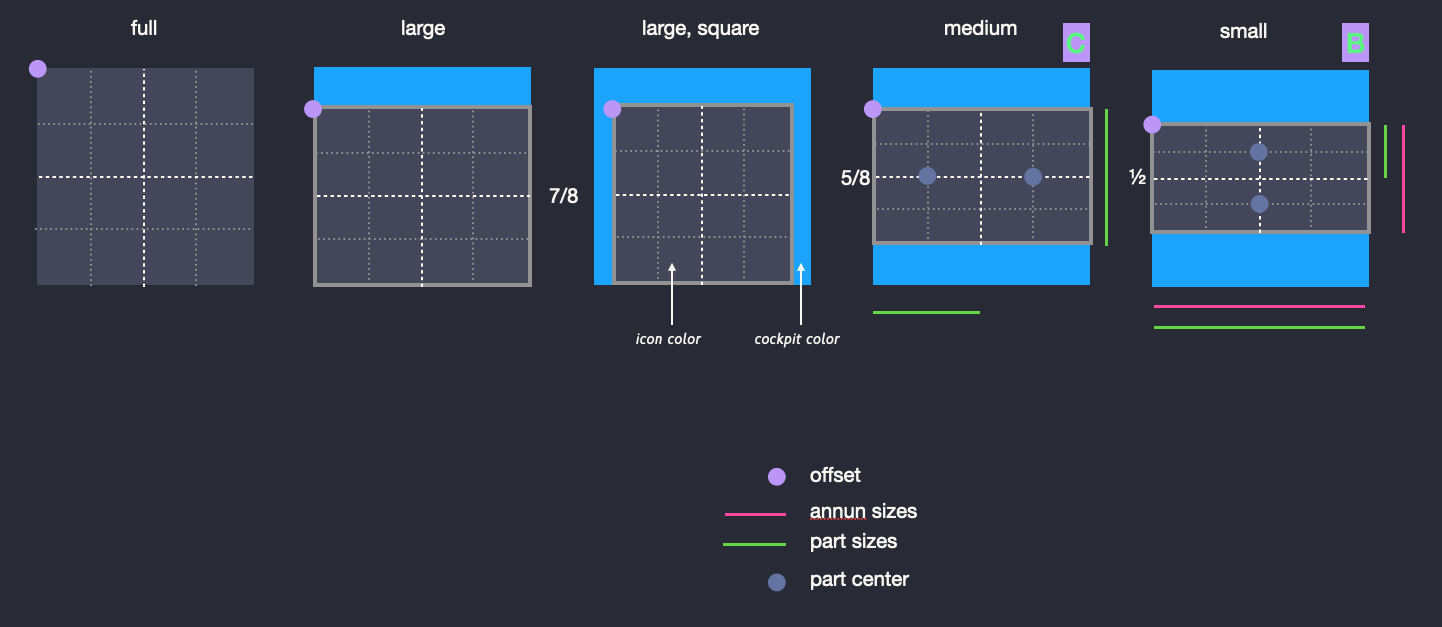 full
large
large, square
medium
C
small
B
7/8
5/8
½
icon color
cockpit color
offset
annun sizes
part sizes
part center